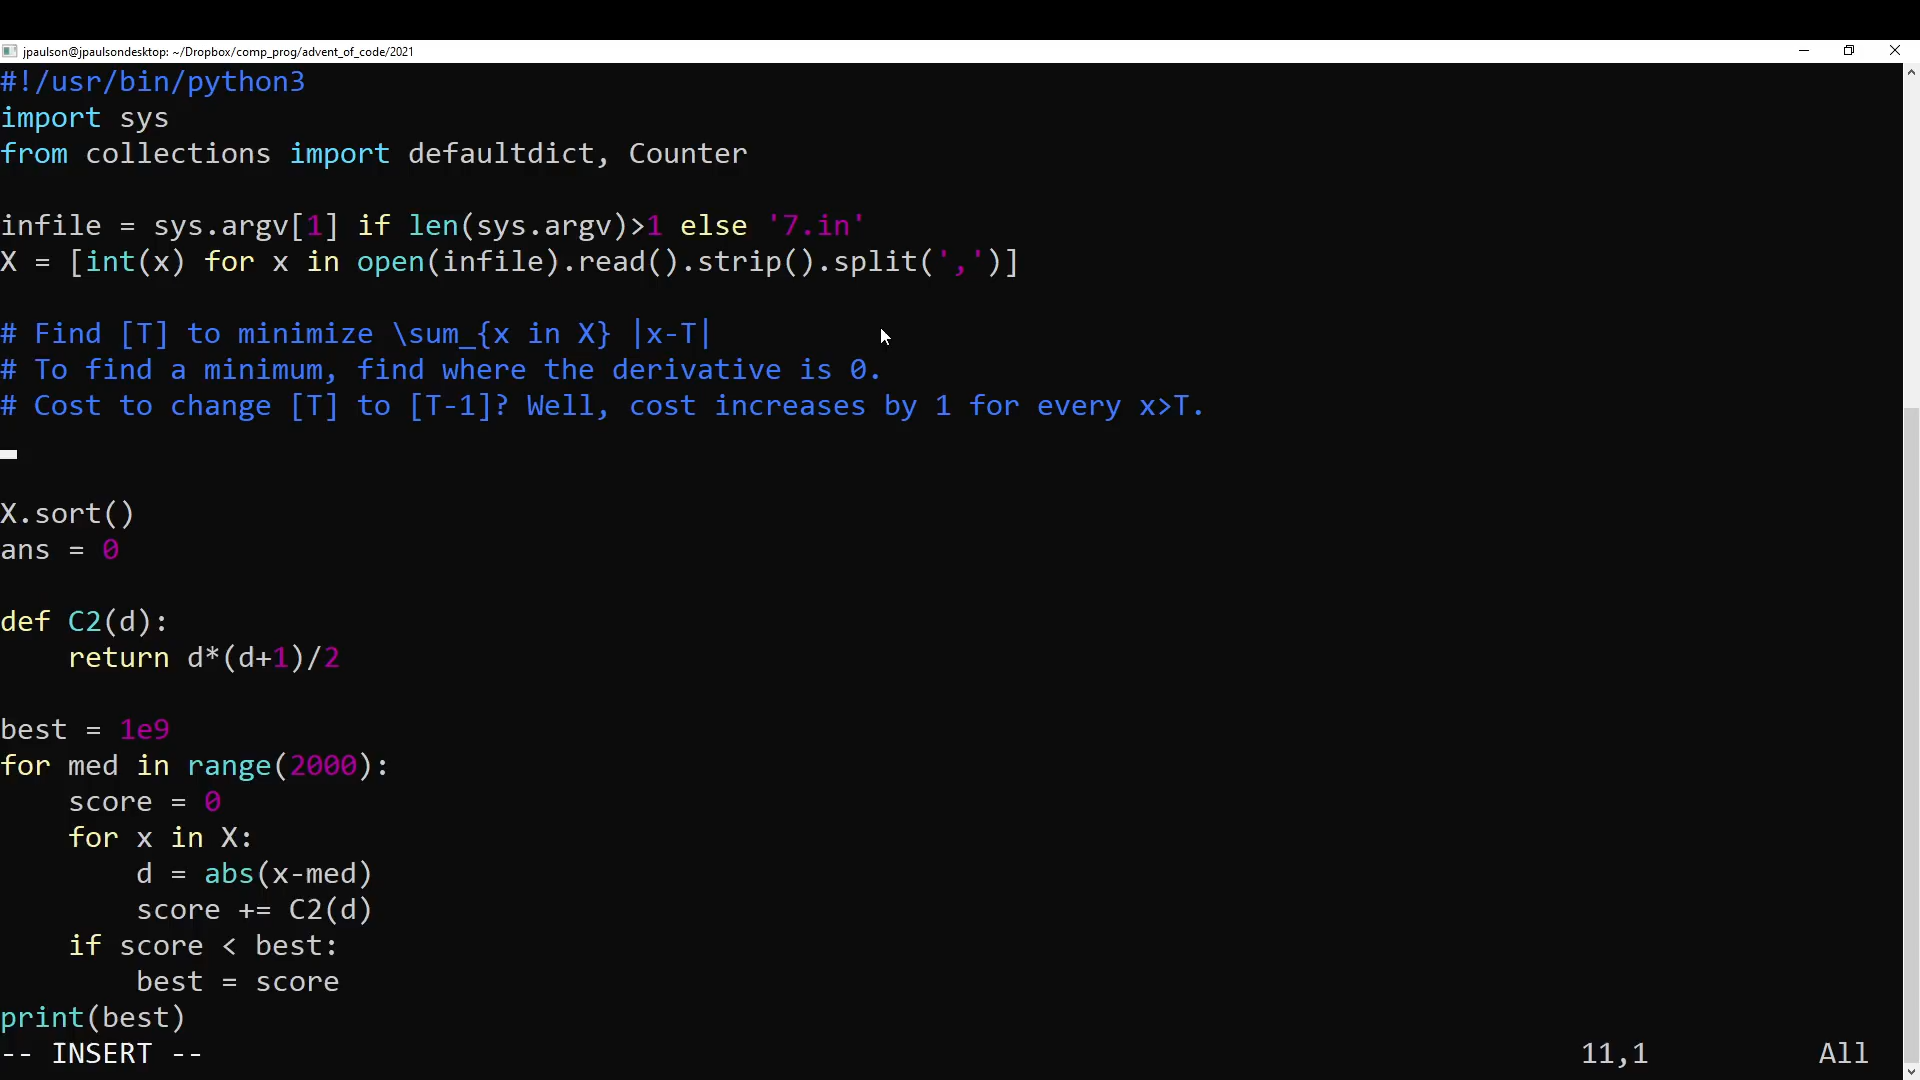 jpaulson@jpaulsondesktop: ~/Dropbox/comp_prog/advent_of_code/2021
#!/usr/bin/python3
import sys
from collections import defaultdict, Counter
infile = sys.argv[1] if len(sys.argv)>1 else '7.in'
X = [int(x) for x in open(infile).read().strip().split(',')]
# Find [T] to minimize \sum_{x in X} |x-T|
# To find a minimum, find where the derivative is 0.
# Cost to change [T] to [T-1]? Well, cost increases by 1 for every x>T.
X.sort()
ans = 0
def C2(d):
    return d*(d+1)/2
best = 1e9
for med in range(2000):
    score = 0
    for x in X:
        d = abs(x-med)
        score += C2(d)
    if score < best:
        best = score
print(best)
-- INSERT -- 11,1 All